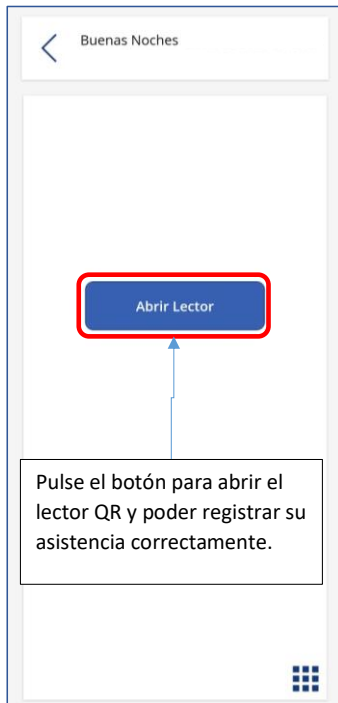 Buenas Noches
Abrir Lector
Pulse el botón para abrir el
lector QR y poder registrar su
asistencia correctamente.